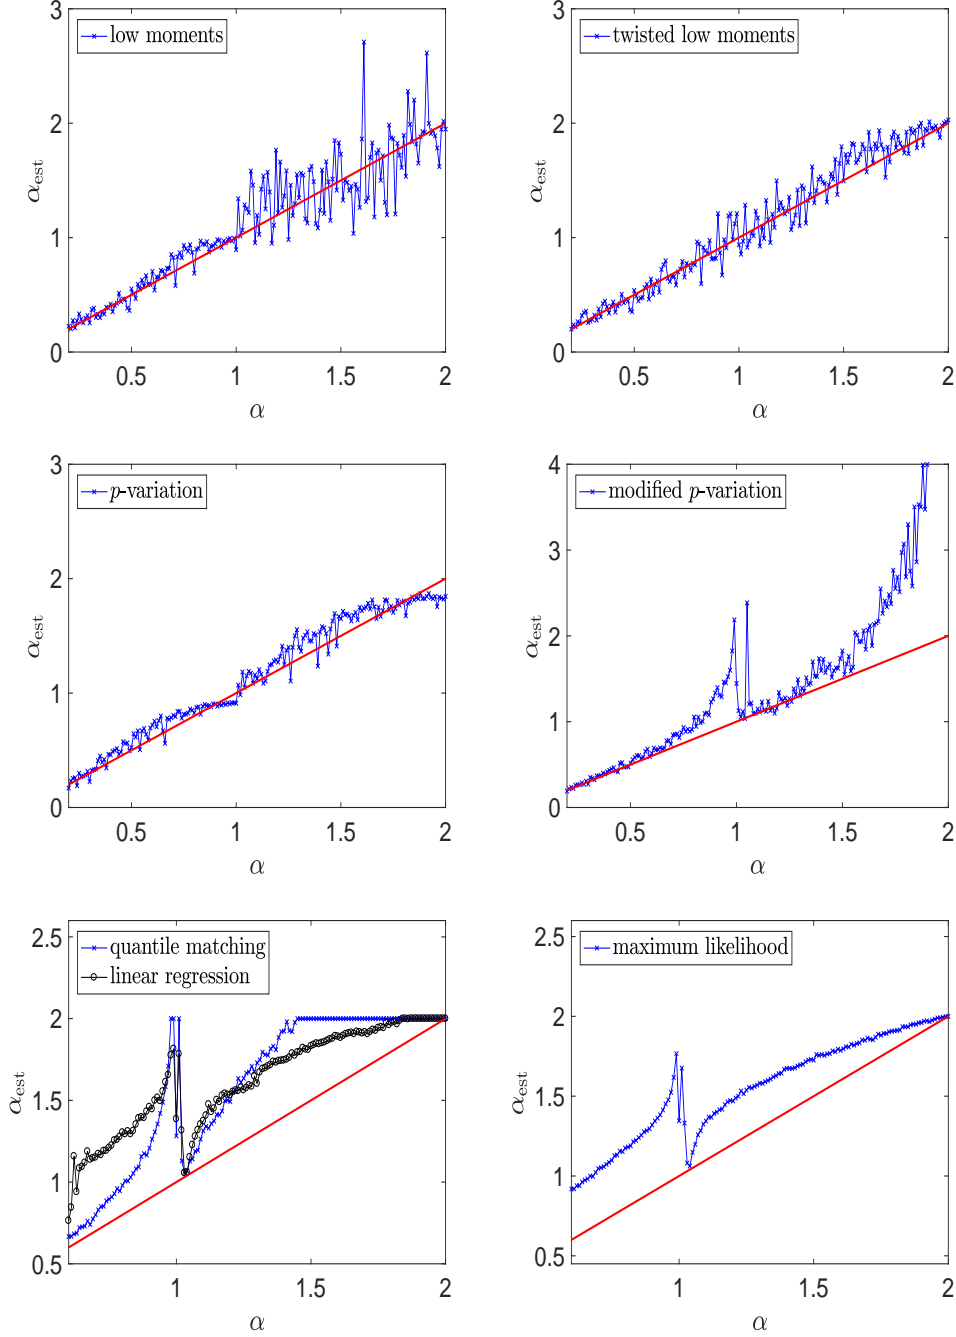 3
2
1
0
α_est
low moments
0.5 1 1.5 2
α
3
2
1
0
α_est
twisted low moments
0.5 1 1.5 2
α
3
2
1
0
α_est
p-variation
0.5 1 1.5 2
α
4
3
2
1
0
α_est
modified p-variation
0.5 1 1.5 2
α
2.5
2
1.5
1
0.5
α_est
quantile matching
linear regression
1 1.5 2
α
2.5
2
1.5
1
0.5
α_est
maximum likelihood
1 1.5 2
α